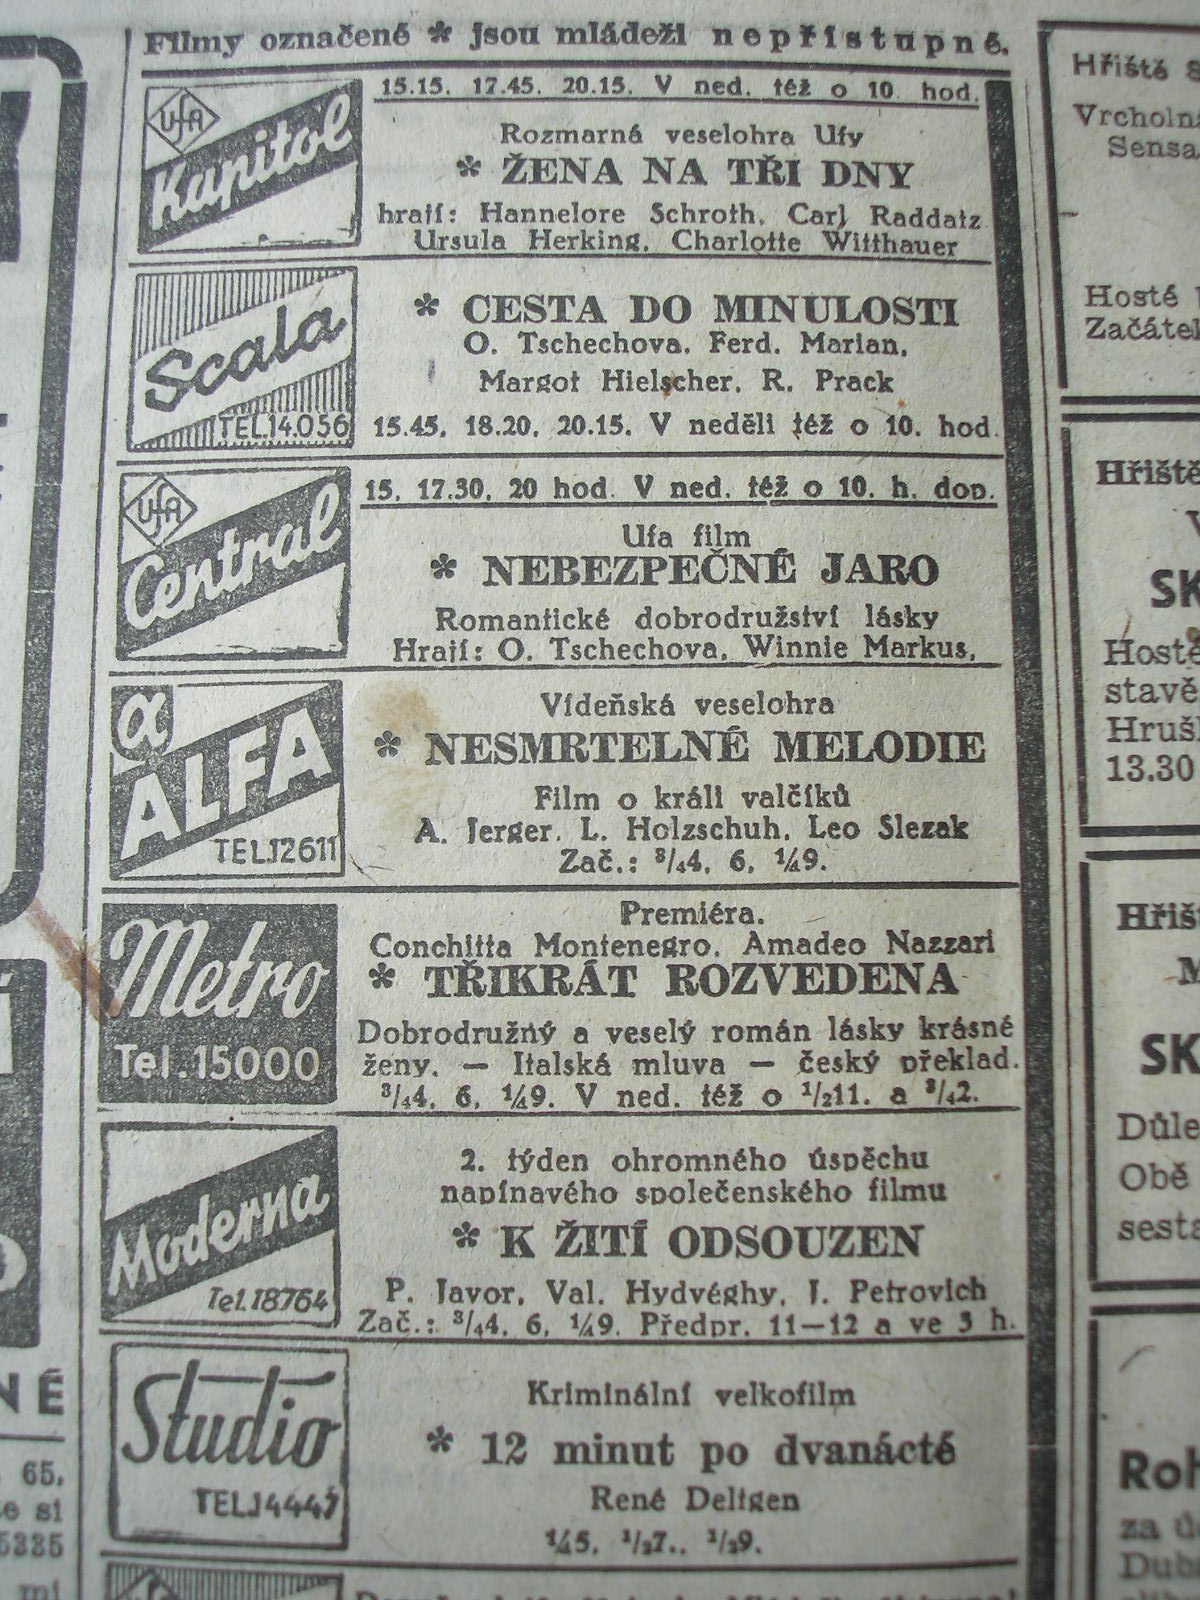 Filmy označené * jsou mládeži nepřístupné.
UFA
Kapitol
15.15, 17.45, 20.15. V ned. též o 10 hod.
Rozmarná veselohra Ufy
* ŽENA NA TŘI DNY
hrají: Hannelore Schroth, Carl Raddatz
Ursula Herking, Charlotte Witthauer
Scala
TEL.14.056
* CESTA DO MINULOSTI
O. Tschechova, Ferd. Marian,
Margot Hielscher, R. Prack
15.45, 18.20, 20.15. V neděli též o 10. hod.
UFA
Central
15, 17.30, 20 hod. V ned. též o 10. h. dop.
Ufa film
* NEBEZPEČNÉ JARO
Romantické dobrodružství lásky
Hrají: O. Tschechova, Winnie Markus,
α
ALFA
TEL.12611
Vídeňská veselohra
* NESMRTELNÉ MELODIE
Film o králi valčíků
A. Jerger, L. Holzschuh, Leo Slezak
Zač.: ¾4, 6, ¼9.
Metro
Tel.15000
Premiéra.
Conchitta Montenegro, Amadeo Nazzari
* TŘIKRÁT ROZVEDENA
Dobrodružný a veselý román lásky krásné
ženy. — Italská mluva — český překlad.
¾4, 6, ¼9. V ned. též o ½11. a ¾2.
Moderna
Tel.18764
2. týden ohromného úspěchu
napínavého společenského filmu
* K ŽITÍ ODSOUZEN
P. Javor, Val. Hydvéghy, J. Petrovich
Zač.: ¾4, 6, ¼9. Předpr. 11—12 a ve 3 h.
Studio
TEL.14447
Kriminální velkofilm
* 12 minut po dvanácté
René Deltgen
¼5, ½7., ½9.
Hřiště
Vrcholn
Sensa
Hosté
Začátek
Hřiště
V
SK
Hosté
stavě
Hrušk
13.30
Hřiš
M
SK
Důle
Obě
sesta
Roh
za ú
Dub
NÉ
65,
si
5335
mi